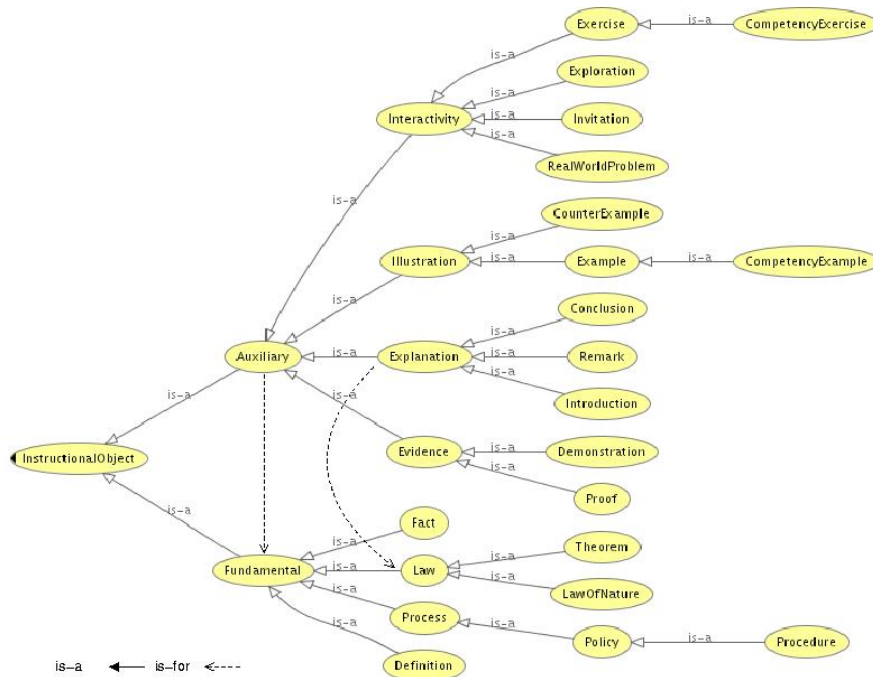 Exercise
is-a
CompetencyExercise
is-a
Exploration
is-a
Interactivity
is-a
Invitation
is-a
RealWorldProblem
is-a
CounterExample
is-a
Illustration
is-a
Example
is-a
CompetencyExample
is-a
Conclusion
is-a
Auxiliary
is-a
Explanation
is-a
Remark
is-a
Introduction
is-a
is-a
Evidence
is-a
Demonstration
InstructionalObject
is-a
Proof
is-a
Fact
is-a
Theorem
is-a
Fundamental
is-a
Law
is-a
LawOfNature
is-a
Process
is-a
Policy
is-a
Procedure
is-a
Definition
is-a is-for